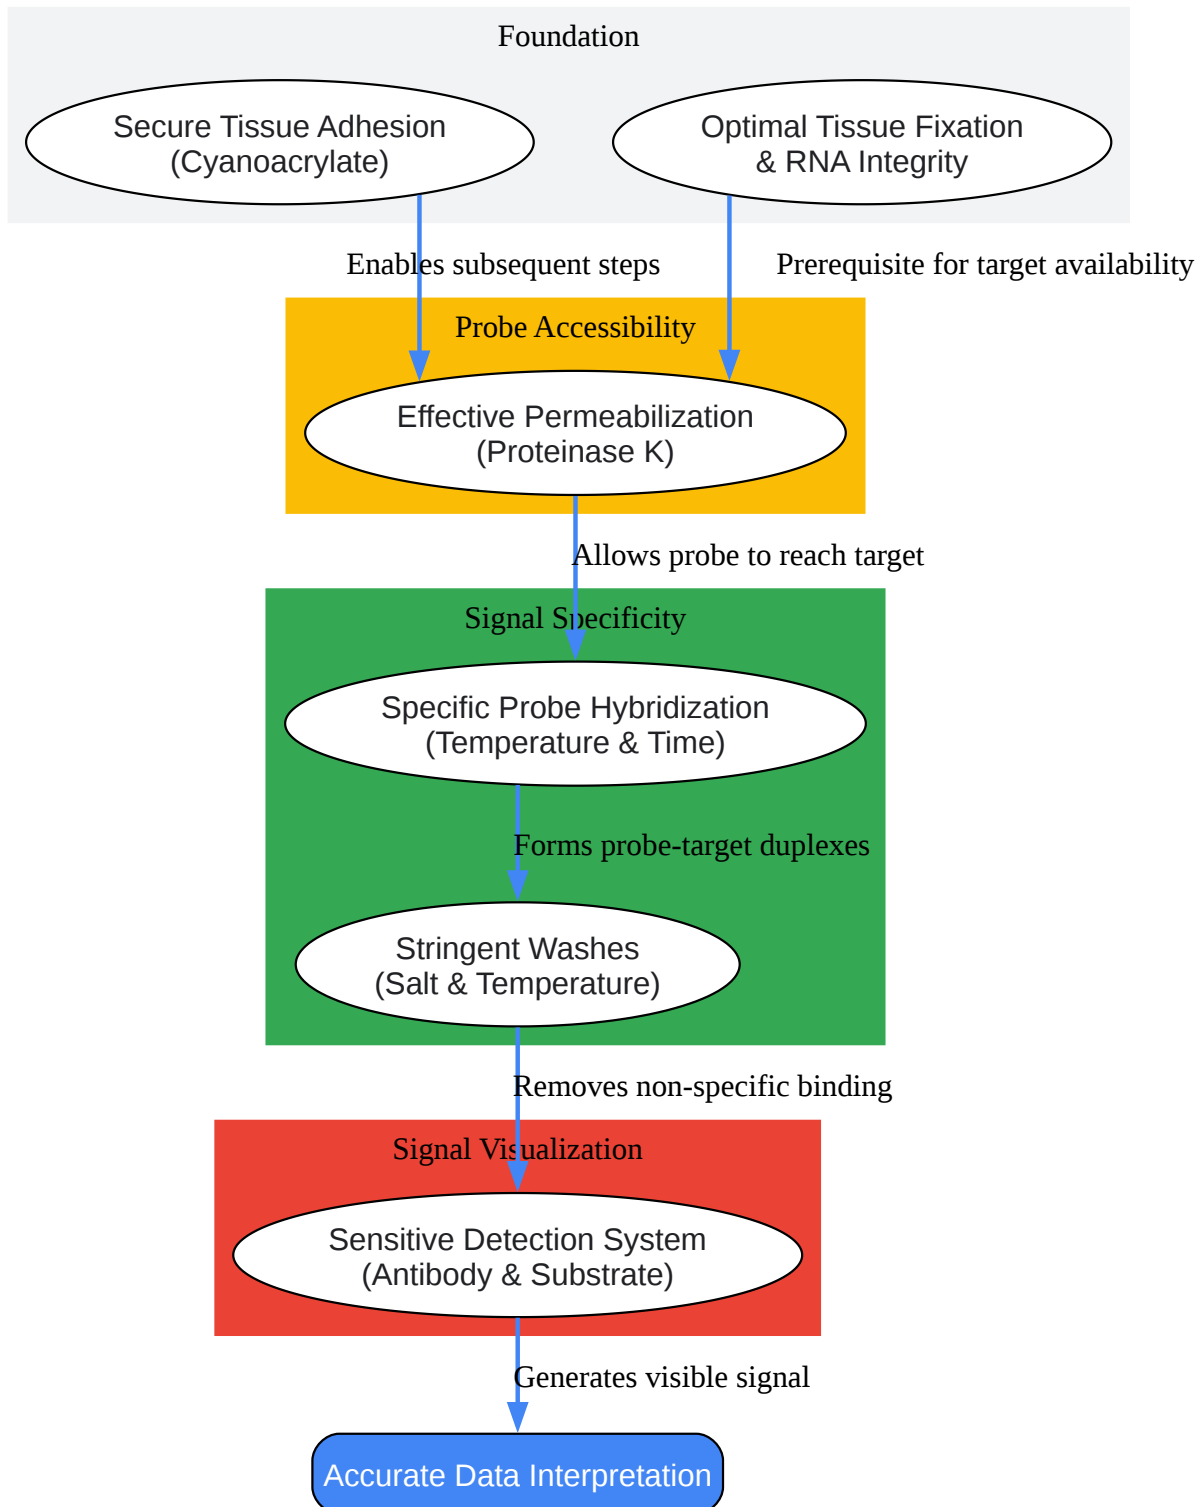 Foundation
Secure Tissue Adhesion
(Cyanoacrylate)
Optimal Tissue Fixation
& RNA Integrity
Enables subsequent steps
Prerequisite for target availability
Probe Accessibility
Effective Permeabilization
(Proteinase K)
Allows probe to reach target
Signal Specificity
Specific Probe Hybridization
(Temperature & Time)
Forms probe-target duplexes
Stringent Washes
(Salt & Temperature)
Removes non-specific binding
Signal Visualization
Sensitive Detection System
(Antibody & Substrate)
Generates visible signal
Accurate Data Interpretation